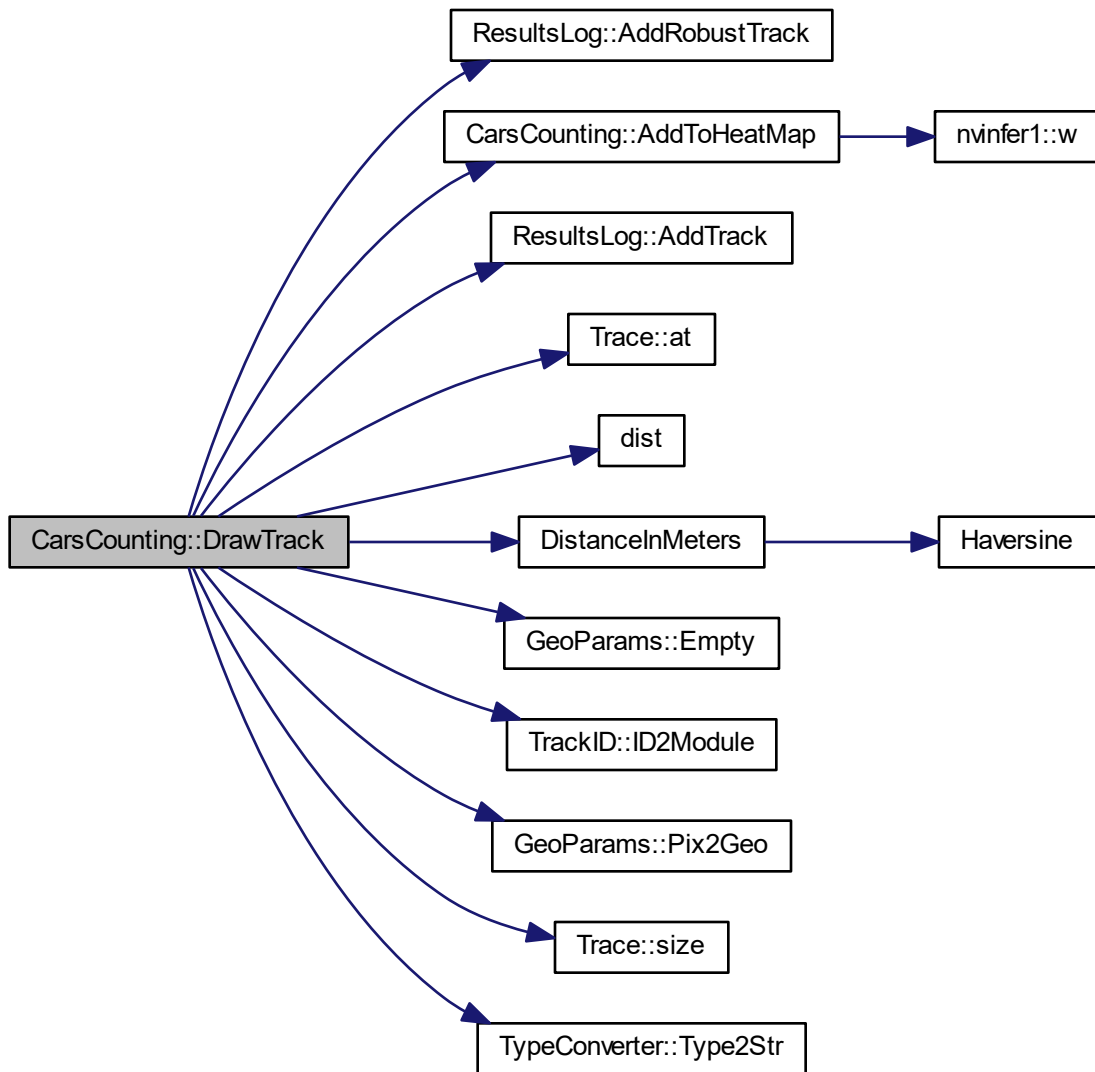 ResultsLog::AddRobustTrack
CarsCounting::AddToHeatMap
nvinfer1::w
ResultsLog::AddTrack
Trace::at
dist
CarsCounting::DrawTrack
DistanceInMeters
Haversine
GeoParams::Empty
TrackID::ID2Module
GeoParams::Pix2Geo
Trace::size
TypeConverter::Type2Str